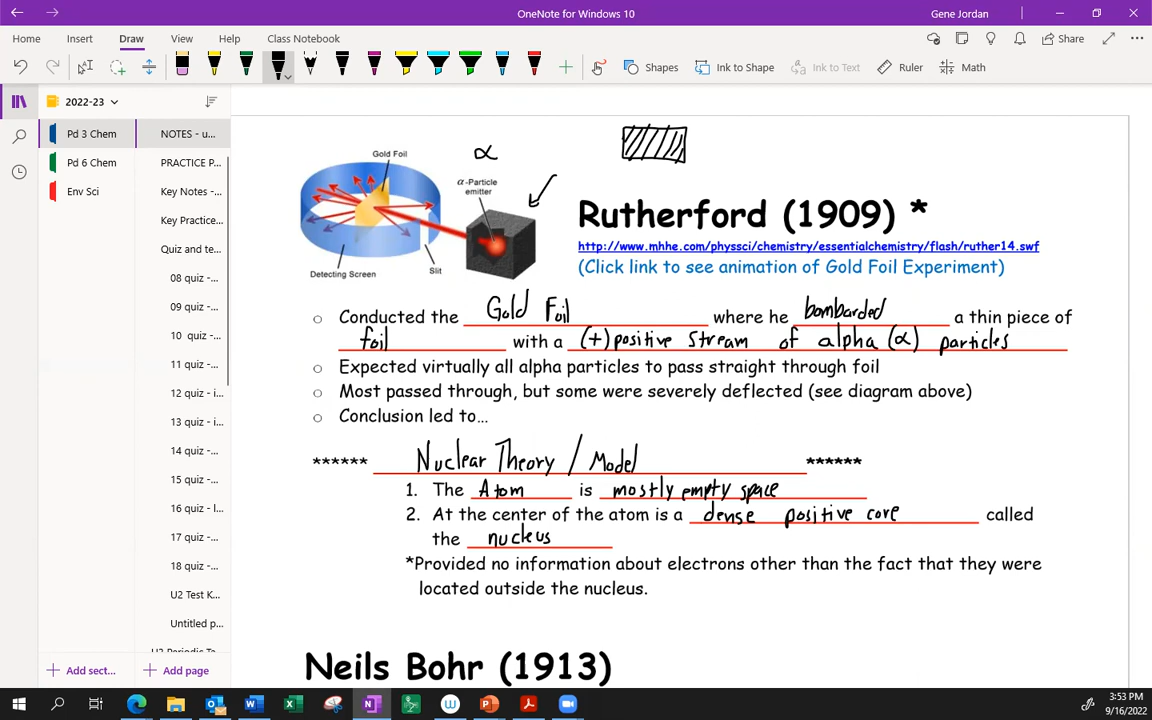 OneNote for Windows 10
Gene Jordan
Home Insert Draw View Help Class Notebook
Share
Shapes Ink to Shape Ink to Text Ruler Math
2022-23
Pd 3 Chem
Pd 6 Chem
Env Sci
NOTES - u...
PRACTICE P...
Key Notes -...
Key Practice...
Quiz and te...
08 quiz -...
09 quiz -...
10 quiz -...
11 quiz -...
12 quiz - i...
13 quiz - i...
14 quiz -...
15 quiz -...
16 quiz - l...
17 quiz -...
18 quiz -...
U2 Test K...
Untitled p...
Add sect...
Add page
Gold Foil
α
α-Particle
emitter
Detecting Screen
Slit
Rutherford (1909) *
http://www.mhhe.com/physsci/chemistry/essentialchemistry/flash/ruther14.swf
(Click link to see animation of Gold Foil Experiment)
Conducted the Gold Foil where he bombarded a thin piece of
foil with a (+)positive stream of alpha (α) particles
Expected virtually all alpha particles to pass straight through foil
Most passed through, but some were severely deflected (see diagram above)
Conclusion led to…
****** Nuclear Theory / Model ******
1. The Atom is mostly empty space
2. At the center of the atom is a dense positive core called
the nucleus
*Provided no information about electrons other than the fact that they were
located outside the nucleus.
Neils Bohr (1913)
3:53 PM
9/16/2022